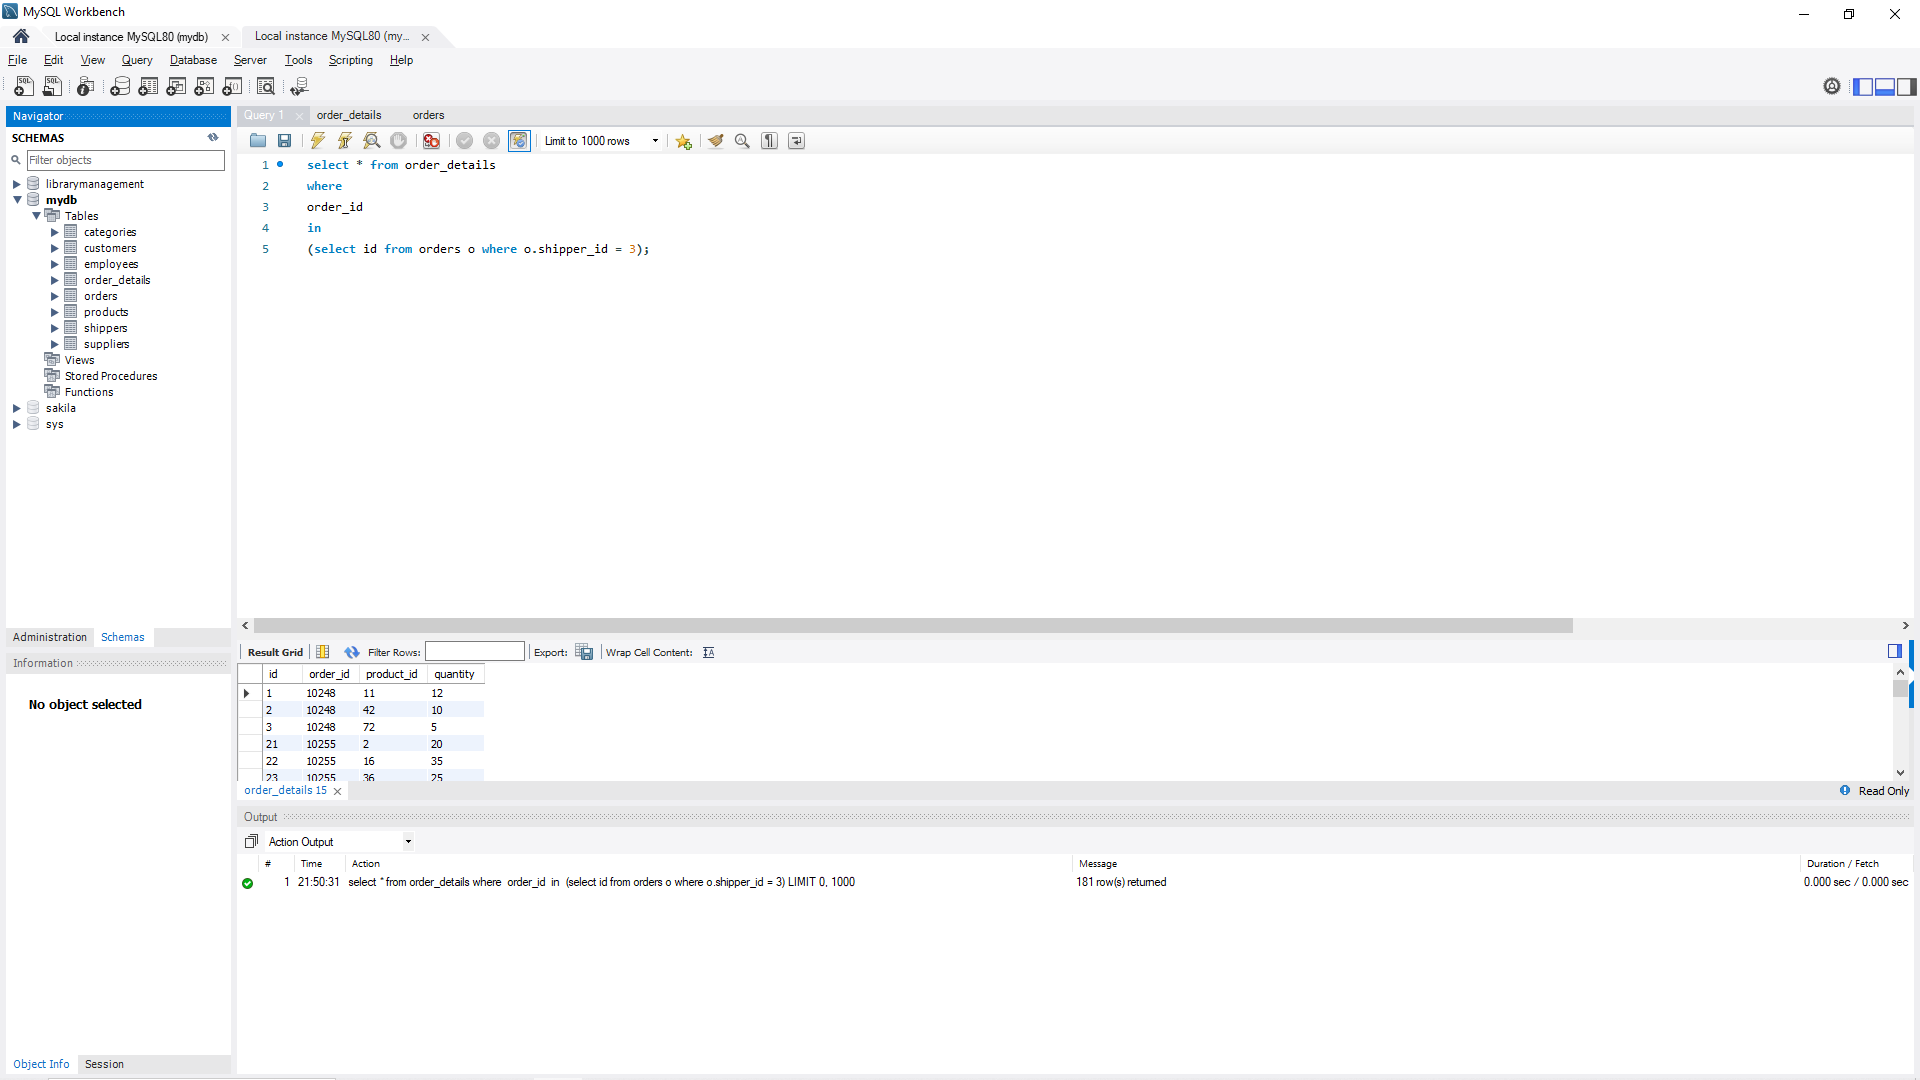 MySQL Workbench
Local instance MySQL80 (mydb)
Local instance MySQL80 (my...
File Edit View Query Database Server Tools Scripting Help
Navigator
SCHEMAS
Filter objects
librarymanagement
mydb
Tables
categories
customers
employees
order_details
orders
products
shippers
suppliers
Views
Stored Procedures
Functions
sakila
sys
Administration Schemas
Information
No object selected
Object Info Session
Query 1 order_details orders
Limit to 1000 rows
1 select * from order_details
2 where
3 order_id
4 in
5 (select id from orders o where o.shipper_id = 3);
Result Grid Filter Rows: Export: Wrap Cell Content:
id order_id product_id quantity
1 10248 11 12
2 10248 42 10
3 10248 72 5
21 10255 2 20
22 10255 16 35
23 10255 36 25
order_details 15 Read Only
Output
Action Output
# Time Action Message Duration / Fetch
1 21:50:31 select * from order_details where order_id in (select id from orders o where o.shipper_id = 3) LIMIT 0, 1000 181 row(s) returned 0.000 sec / 0.000 sec